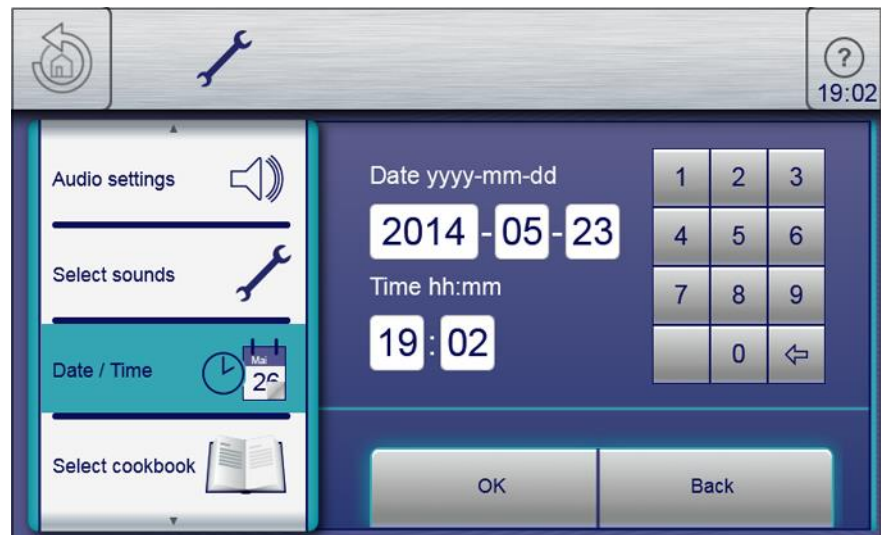 ?
19:02
Audio settings
Select sounds
Date / Time
Mai
26
Select cookbook
Date yyyy-mm-dd
2014 - 05 - 23
Time hh:mm
19 : 02
1 2 3
4 5 6
7 8 9
0
OK
Back